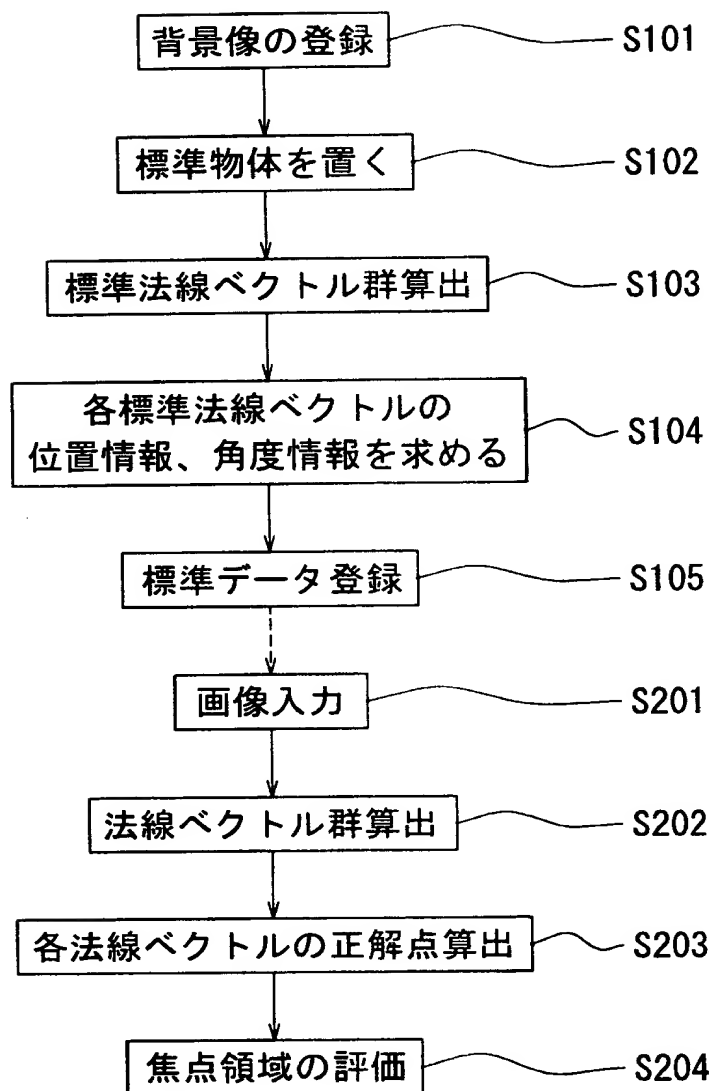 背景像の登録 S101
標準物体を置く S102
標準法線ベクトル群算出 S103
各標準法線ベクトルの
位置情報、角度情報を求める S104
標準データ登録 S105
画像入力 S201
法線ベクトル群算出 S202
各法線ベクトルの正解点算出 S203
焦点領域の評価 S204